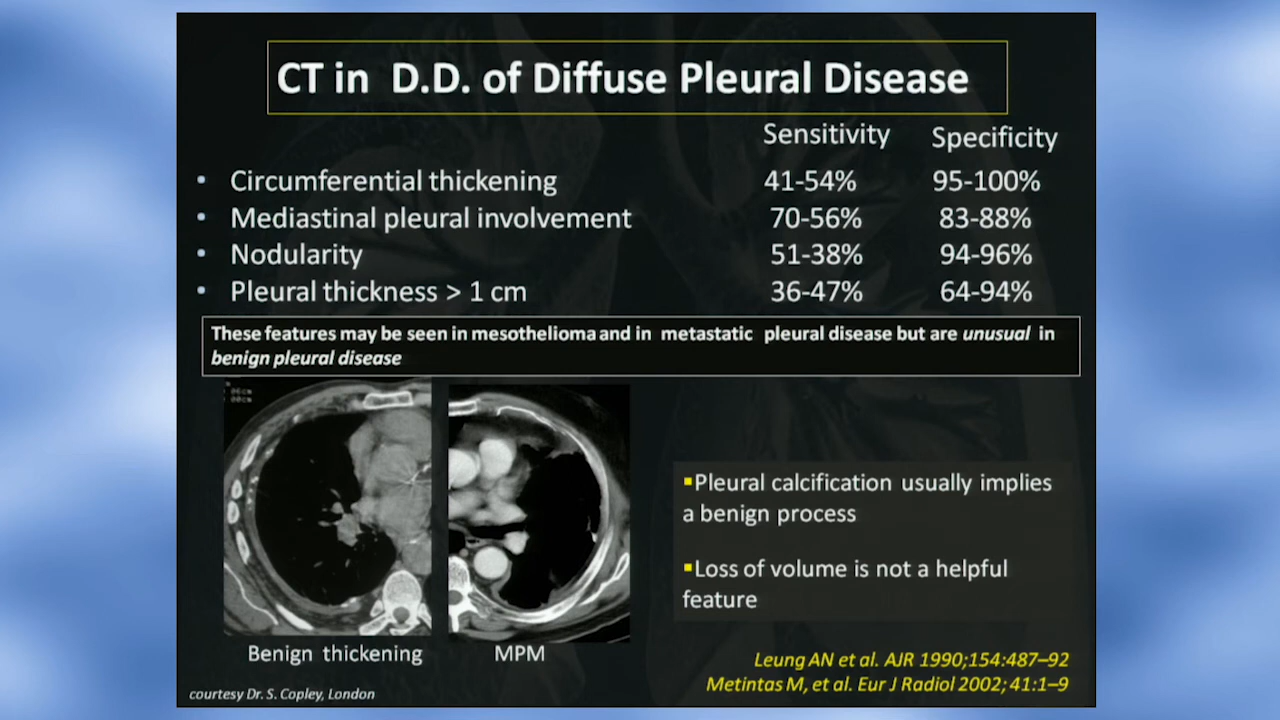 CT in D.D. of Diffuse Pleural Disease
Sensitivity Specificity
• Circumferential thickening 41-54% 95-100%
• Mediastinal pleural involvement 70-56% 83-88%
• Nodularity 51-38% 94-96%
• Pleural thickness > 1 cm 36-47% 64-94%
These features may be seen in mesothelioma and in metastatic pleural disease but are unusual in
benign pleural disease
▪Pleural calcification usually implies
a benign process
▪Loss of volume is not a helpful
feature
Benign thickening
MPM
Leung AN et al. AJR 1990;154:487–92
Metintas M, et al. Eur J Radiol 2002; 41:1–9
courtesy Dr. S. Copley, London